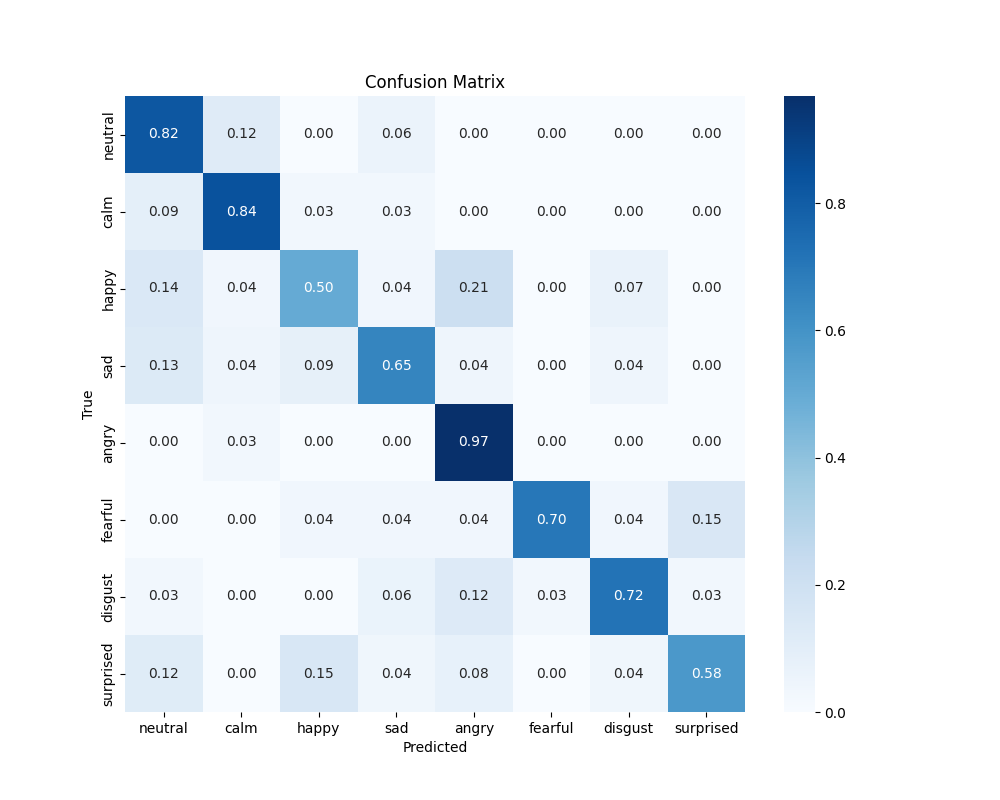 Confusion Matrix
neutral 0.82 0.12 0.00 0.06 0.00 0.00 0.00 0.00
calm 0.09 0.84 0.03 0.03 0.00 0.00 0.00 0.00
happy 0.14 0.04 0.50 0.04 0.21 0.00 0.07 0.00
sad 0.13 0.04 0.09 0.65 0.04 0.00 0.04 0.00
angry 0.00 0.03 0.00 0.00 0.97 0.00 0.00 0.00
fearful 0.00 0.00 0.04 0.04 0.04 0.70 0.04 0.15
disgust 0.03 0.00 0.00 0.06 0.12 0.03 0.72 0.03
surprised 0.12 0.00 0.15 0.04 0.08 0.00 0.04 0.58
True
neutral calm happy sad angry fearful disgust surprised
Predicted
0.8
0.6
0.4
0.2
0.0